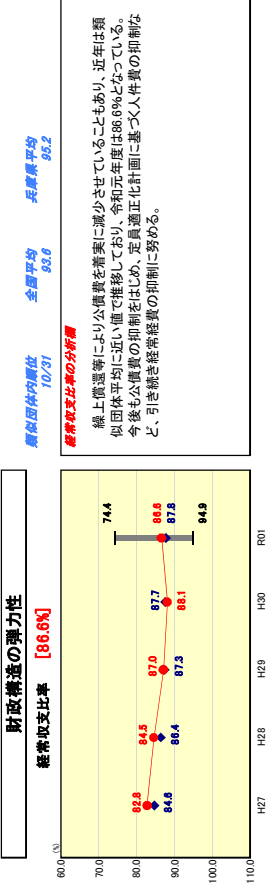 財政構造の弾力性
経常収支比率 [86.6%]
(%)
60.0
70.0
80.0
90.0
100.0
110.0
82.8
84.6
84.5
86.4
87.0
87.3
87.7
88.1
74.4
86.6
87.8
94.9
H27 H28 H29 H30 R01
類似団体内順位
10/31
全国平均
93.6
兵庫県平均
95.2
経常収支比率の分析欄
繰上償還等により公債費を着実に減少させていることもあり、近年は類
似団体平均に近い値で推移しており、令和元年度は86.6%となっている。
今後も公債費の抑制をはじめ、定員適正化計画に基づく人件費の抑制な
ど、引き続き経常経費の抑制に努める。